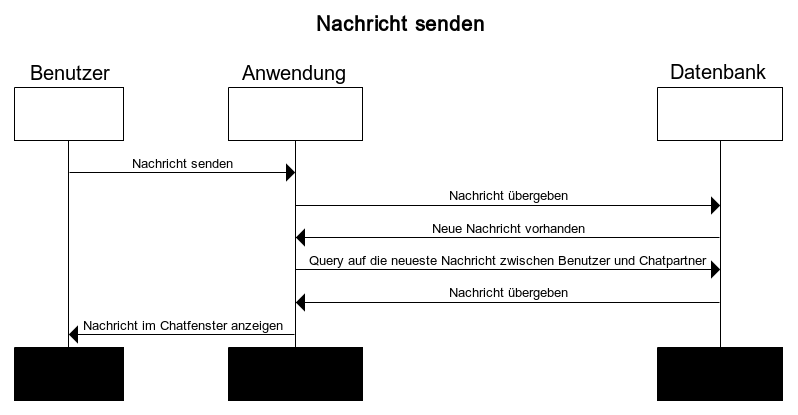 Nachricht senden
Benutzer
Anwendung
Datenbank
Nachricht senden
Nachricht übergeben
Neue Nachricht vorhanden
Query auf die neueste Nachricht zwischen Benutzer und Chatpartner
Nachricht übergeben
Nachricht im Chatfenster anzeigen